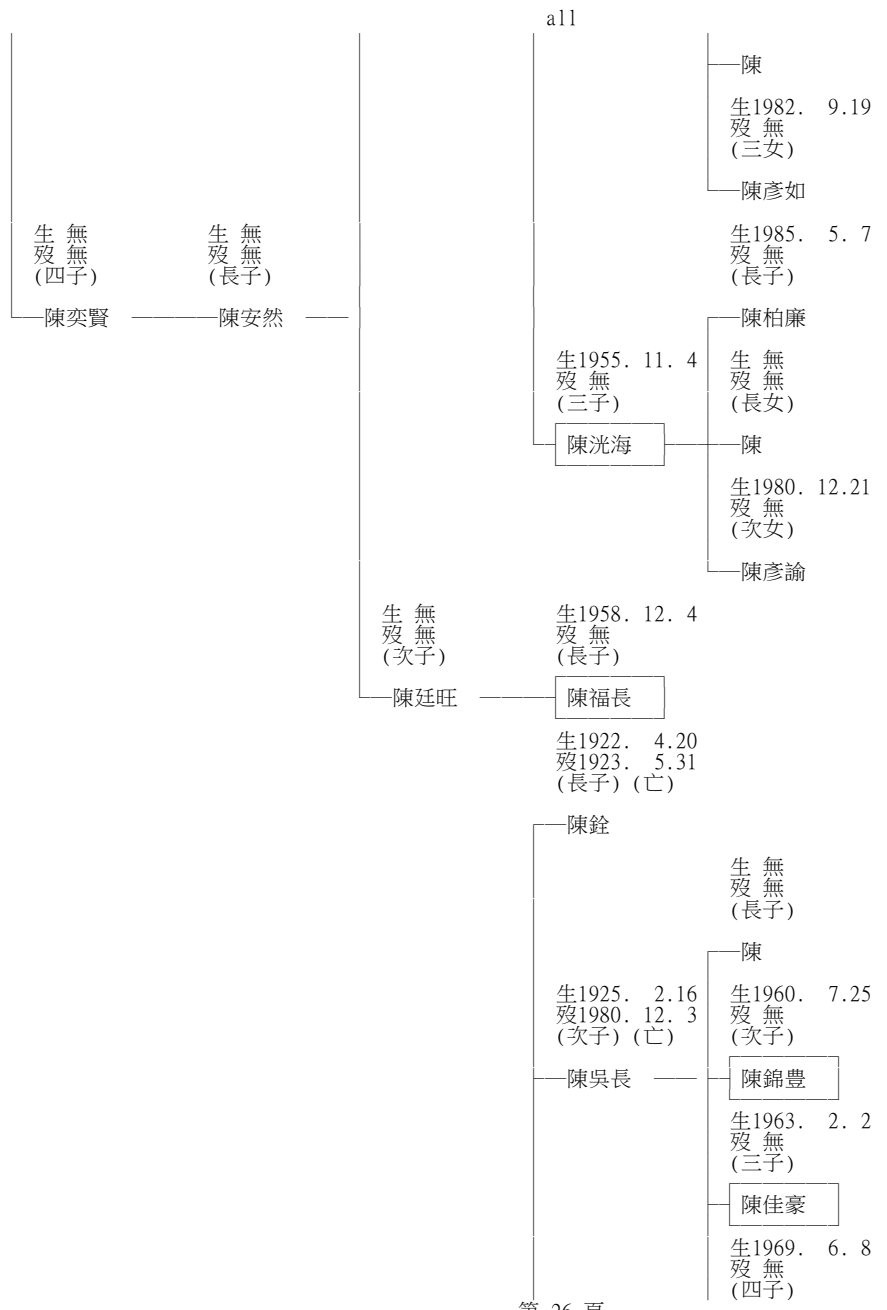 all
陳
生1982. 9.19
歿 無
(三女)
陳彥如
生 無 生 無 生1985. 5. 7
歿 無 歿 無 歿 無
(四子) (長子) (長子)
陳奕賢 陳安然 陳柏廉
生1955. 11. 4 生 無
歿 無 歿 無
(三子) (長女)
陳洸海 陳
生1980. 12.21
歿 無
(次女)
陳彥諭
生 無 生1958. 12. 4
歿 無 歿 無
(次子) (長子)
陳廷旺 陳福長
生1922. 4.20
歿1923. 5.31
(長子)(亡)
陳銓
生 無
歿 無
(長子)
陳
生1925. 2.16 生1960. 7.25
歿1980. 12. 3 歿 無
(次子)(亡) (次子)
陳吳長 陳錦豊
生1963. 2. 2
歿 無
(三子)
陳佳豪
生1969. 6. 8
歿 無
(四子)
第 26 頁